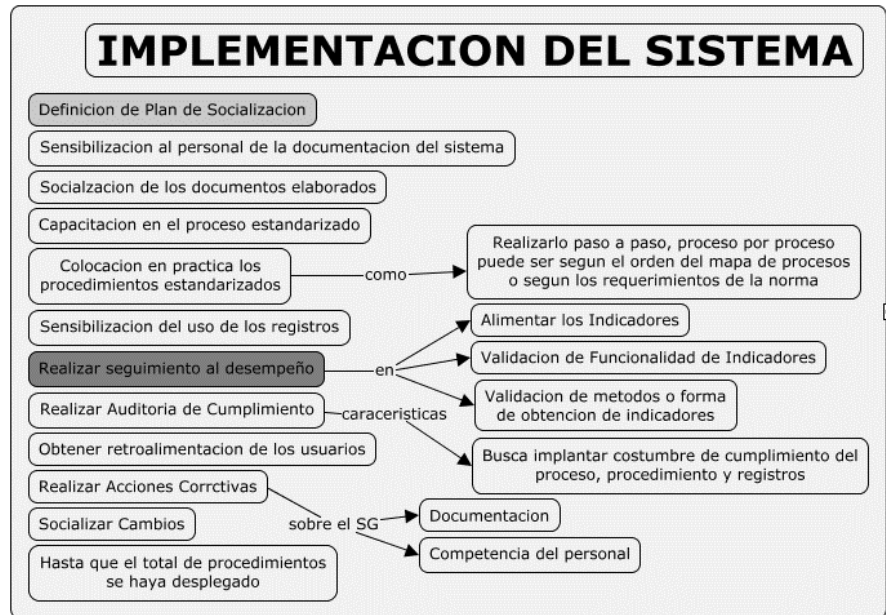 IMPLEMENTACION DEL SISTEMA
Definicion de Plan de Socializacion
Sensibilizacion al personal de la documentacion del sistema
Socialzacion de los documentos elaborados
Capacitacion en el proceso estandarizado
Colocacion en practica los
procedimientos estandarizados
como
Realizarlo paso a paso, proceso por proceso
puede ser segun el orden del mapa de procesos
o segun los requerimientos de la norma
Sensibilizacion del uso de los registros
Realizar seguimiento al desempeño
en
Alimentar los Indicadores
Validacion de Funcionalidad de Indicadores
Validacion de metodos o forma
de obtencion de indicadores
Realizar Auditoria de Cumplimiento
caraceristicas
Busca implantar costumbre de cumplimiento del
proceso, procedimiento y registros
Obtener retroalimentacion de los usuarios
Realizar Acciones Corrctivas
sobre el SG
Documentacion
Competencia del personal
Socializar Cambios
Hasta que el total de procedimientos
se haya desplegado